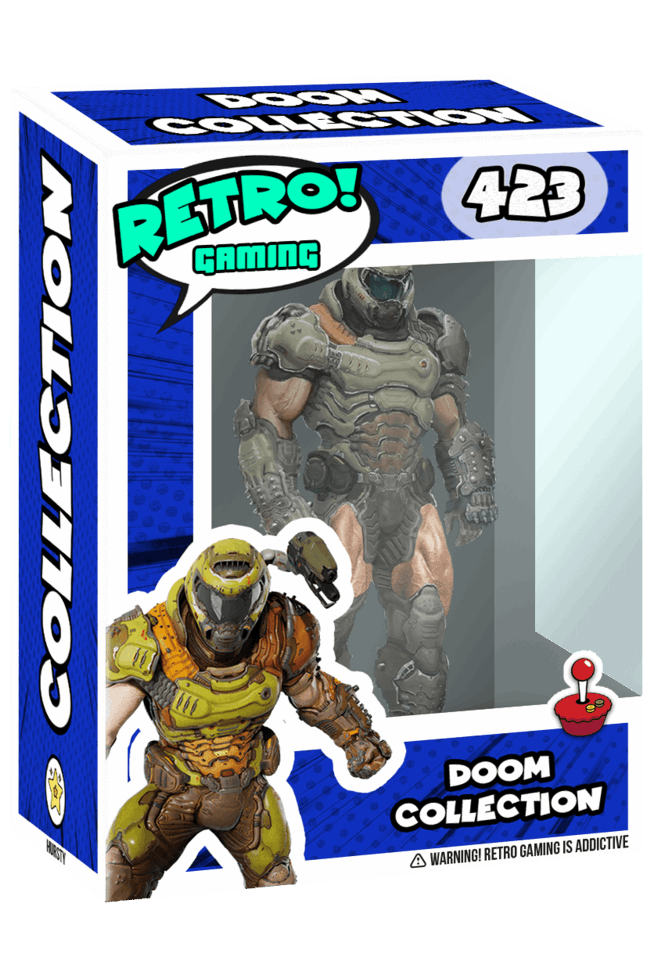 DOOM
COLLECTION
RETRO!
GAMING
423
COLLECTION
DOOM
COLLECTION
WARNING! RETRO GAMING IS ADDICTIVE
HURSTY